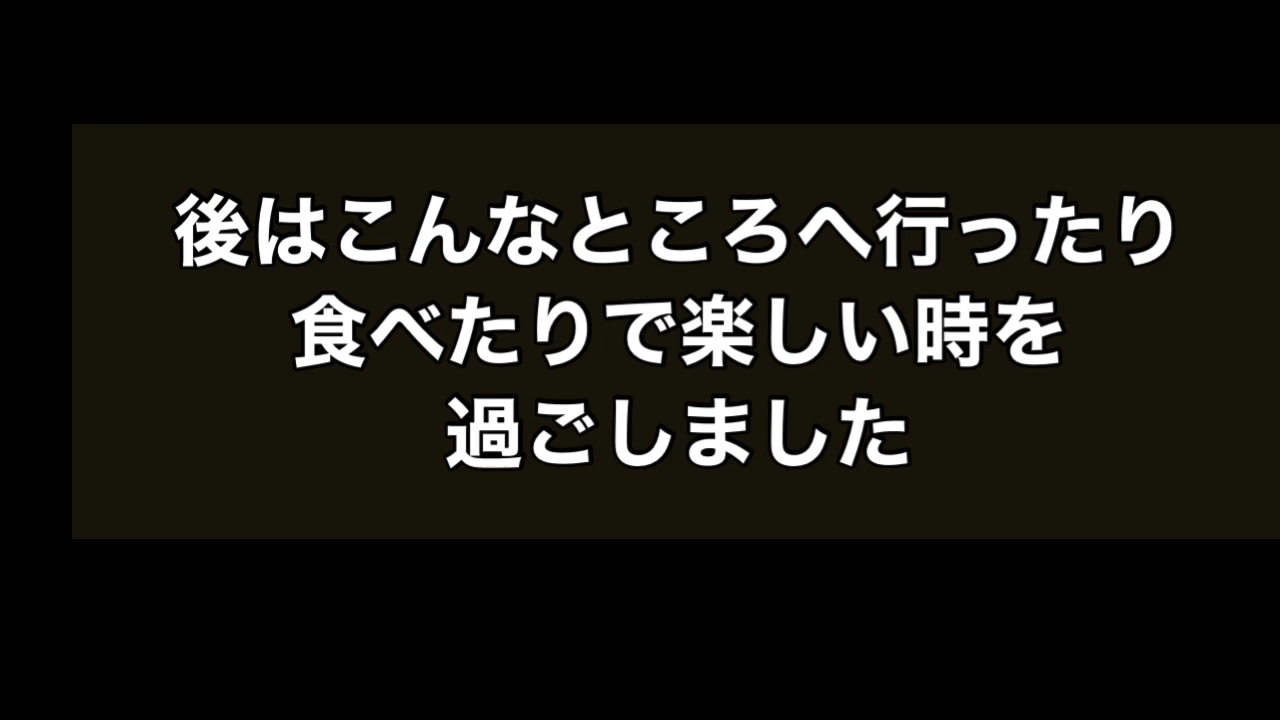 後はこんなところへ行ったり
食べたりで楽しい時を
過ごしました